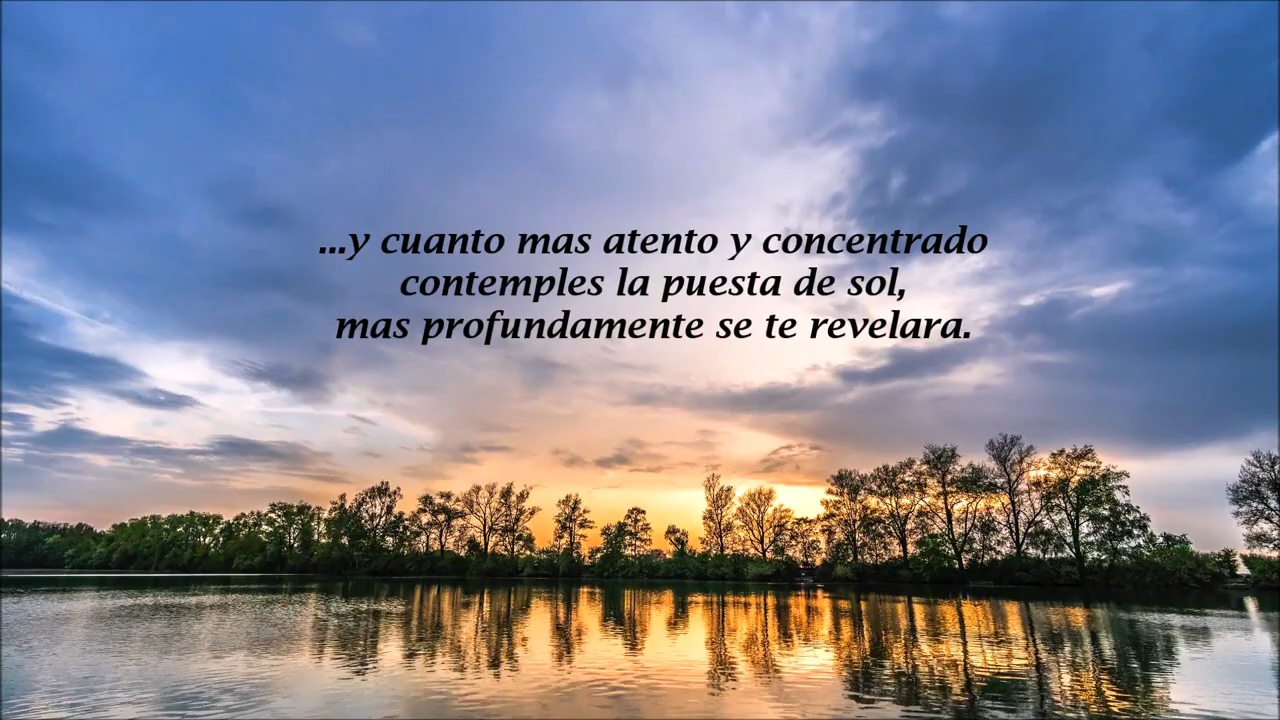 ...y cuanto mas atento y concentrado
contemples la puesta de sol,
mas profundamente se te revelara.